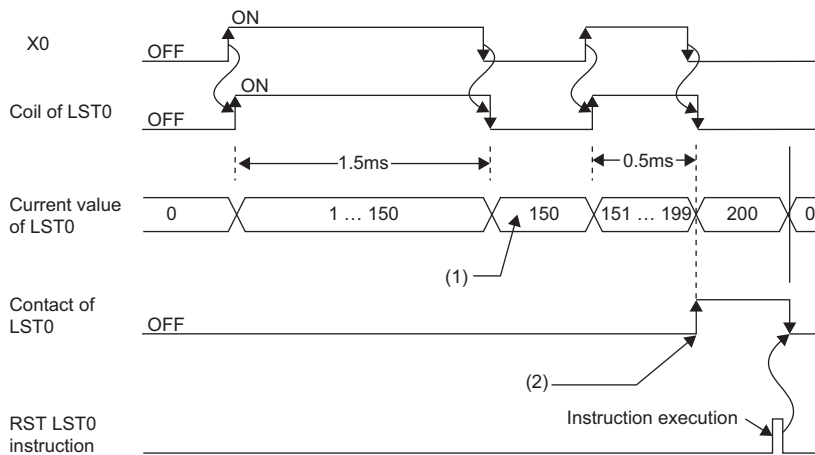 ON
X0
OFF
ON
Coil of LST0
OFF
1.5ms
0.5ms
Current value
of LST0
0
1 … 150
150
151 … 199
200
0
(1)
Contact of
LST0
OFF
(2)
RST LST0
instruction
Instruction execution